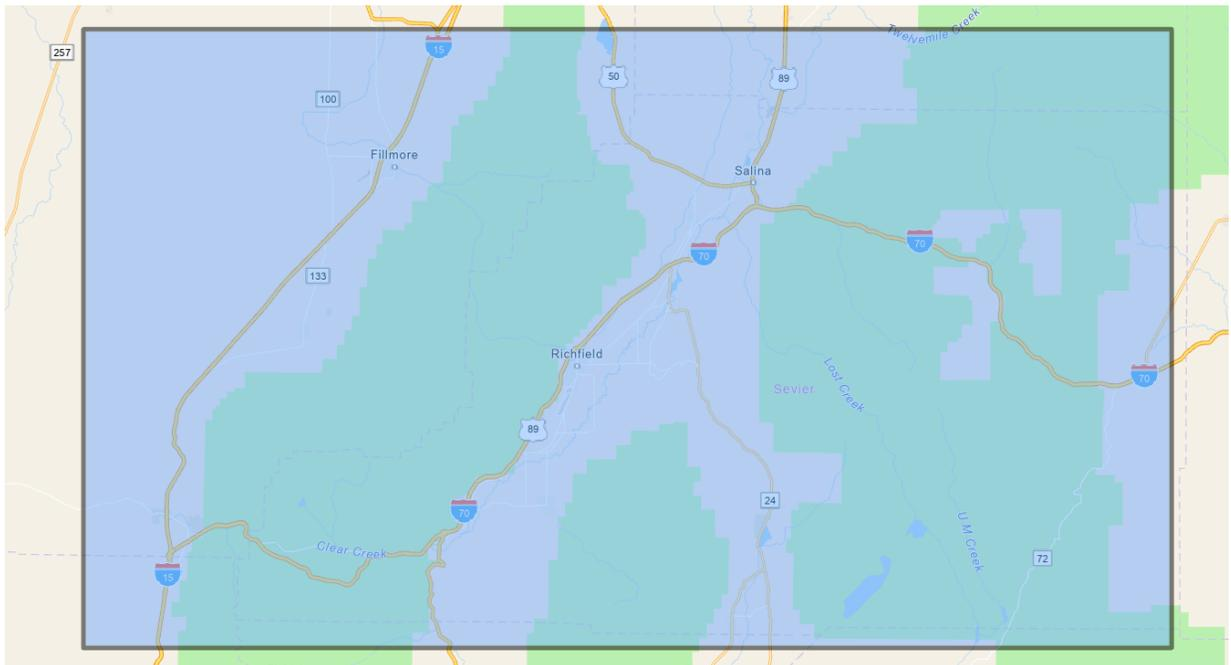 Twelvemile Creek
15
257
50
89
100
Fillmore
Salina
70
70
133
Richfield
70
Lost Creek
Sevier
89
24
70
U M Creek
Clear Creek
72
15